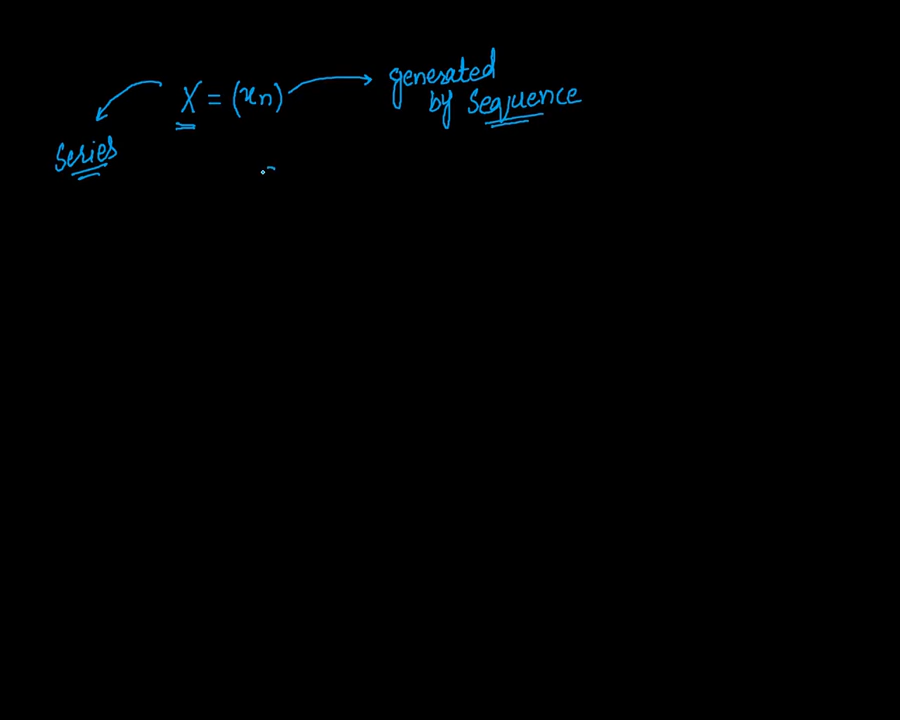 generated
X = (xn)
by Sequence
Series